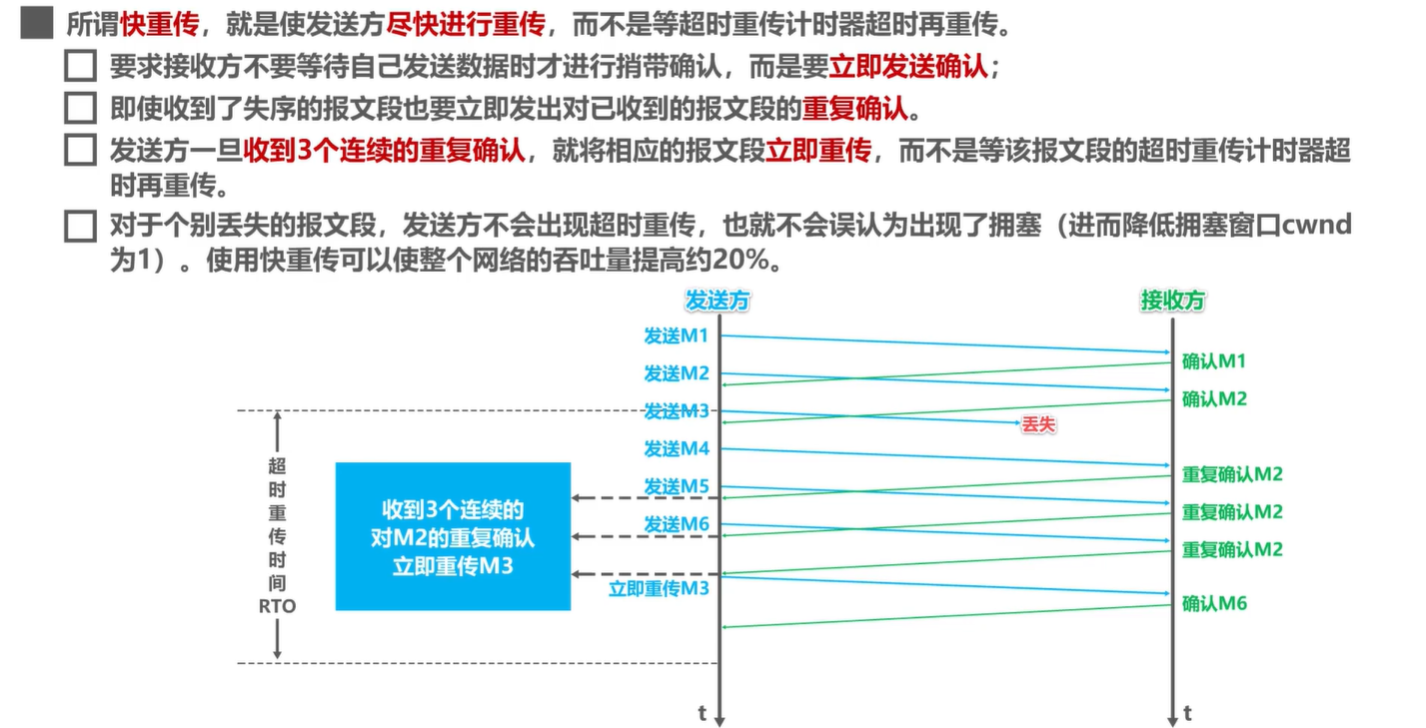 所谓快重传，就是使发送方尽快进行重传，而不是等超时重传计时器超时再重传。
要求接收方不要等待自己发送数据时才进行捎带确认，而是要立即发送确认；
即使收到了失序的报文段也要立即发出对已收到的报文段的重复确认。
发送方一旦收到3个连续的重复确认，就将相应的报文段立即重传，而不是等该报文段的超时重传计时器超
时再重传。
对于个别丢失的报文段，发送方不会出现超时重传，也就不会误认为出现了拥塞（进而降低拥塞窗口cwnd
为1）。使用快重传可以使整个网络的吞吐量提高约20%。
发送方
接收方
发送M1
确认M1
发送M2
确认M2
发送M3
丢失
发送M4
重复确认M2
发送M5
重复确认M2
发送M6
重复确认M2
立即重传M3
确认M6
超
时
重
传
时
间
RTO
收到3个连续的
对M2的重复确认
立即重传M3
t
t